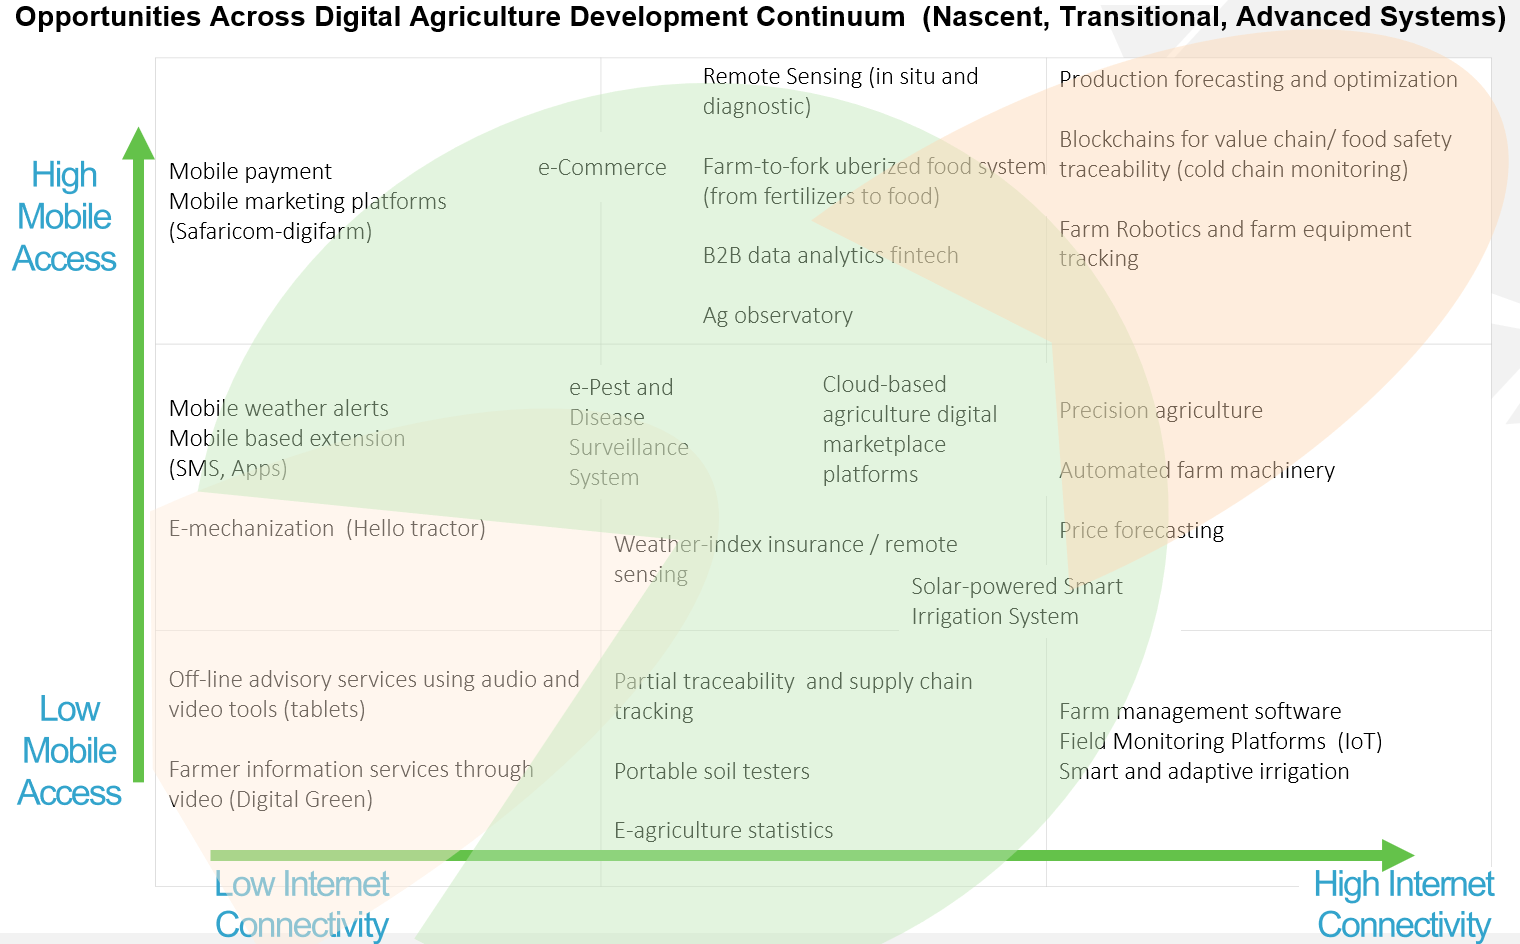 Opportunities Across Digital Agriculture Development Continuum (Nascent, Transitional, Advanced Systems)
High
Mobile
Access
Mobile payment
Mobile marketing platforms
(Safaricom-digifarm)
e-Commerce
Remote Sensing (in situ and
diagnostic)
Farm-to-fork uberized food system
(from fertilizers to food)
B2B data analytics fintech
Ag observatory
Production forecasting and optimization
Blockchains for value chain/ food safety
traceability (cold chain monitoring)
Farm Robotics and farm equipment
tracking
Mobile weather alerts
Mobile based extension
(SMS, Apps)
E-mechanization (Hello tractor)
e-Pest and
Disease
Surveillance
System
Cloud-based
agriculture digital
marketplace
platforms
Weather-index insurance / remote
sensing
Solar-powered Smart
Irrigation System
Precision agriculture
Automated farm machinery
Price forecasting
Low
Mobile
Access
Off-line advisory services using audio and
video tools (tablets)
Farmer information services through
video (Digital Green)
Partial traceability and supply chain
tracking
Portable soil testers
E-agriculture statistics
Farm management software
Field Monitoring Platforms (IoT)
Smart and adaptive irrigation
Low Internet
Connectivity
High Internet
Connectivity